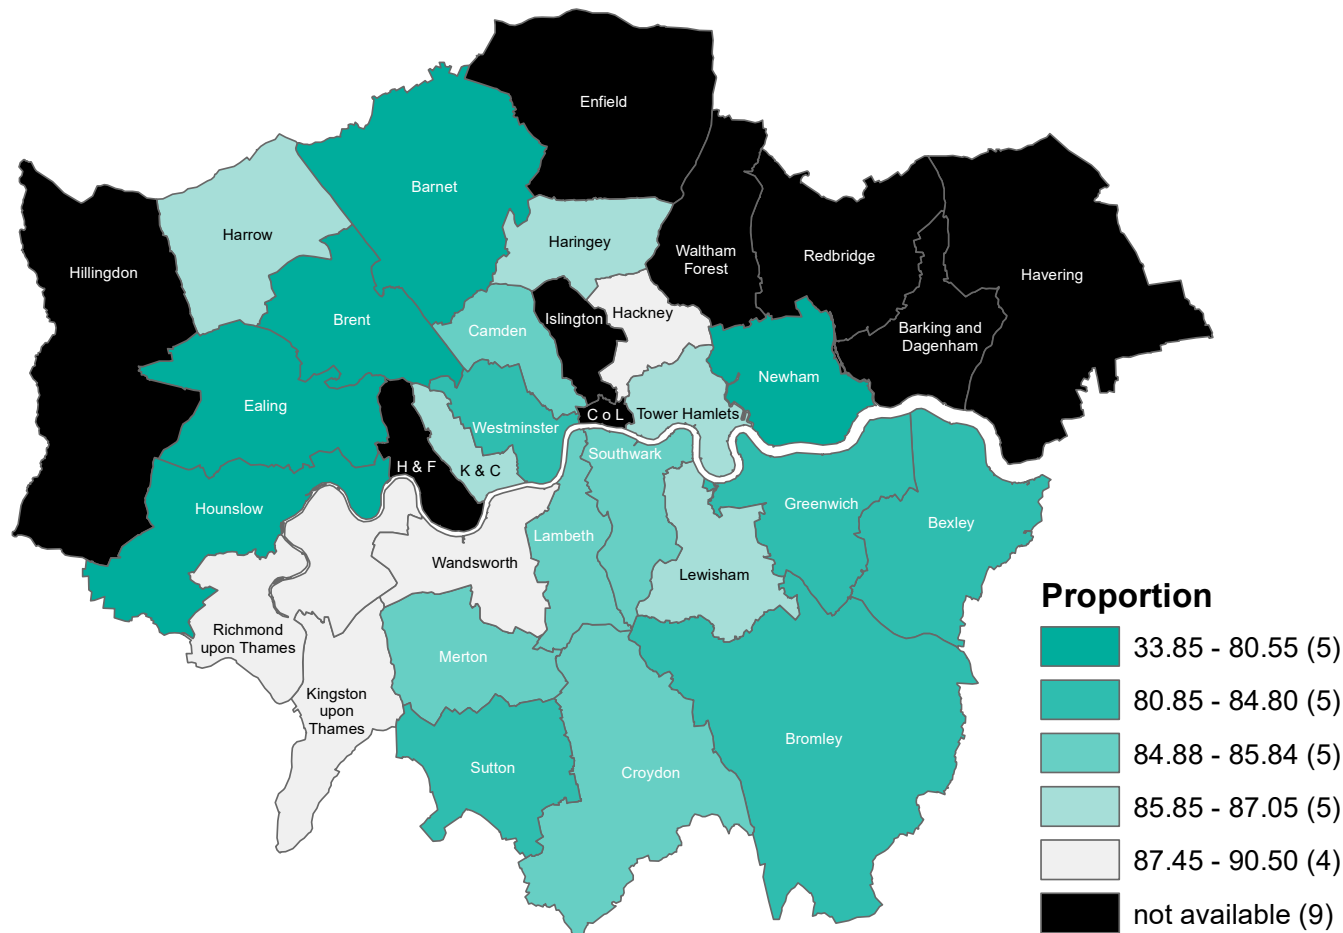 Enfield
Barnet
Harrow
Haringey
Waltham
Forest
Redbridge
Hillingdon
Havering
Brent
Camden
Islington
Hackney
Barking and
Dagenham
Newham
Ealing
Westminster
C o L
Tower Hamlets
H & F
K & C
Southwark
Hounslow
Greenwich
Bexley
Lambeth
Wandsworth
Lewisham
Richmond
upon Thames
Merton
Kingston
upon
Thames
Sutton
Croydon
Bromley
Proportion
33.85 - 80.55 (5)
80.85 - 84.80 (5)
84.88 - 85.84 (5)
85.85 - 87.05 (5)
87.45 - 90.50 (4)
not available (9)